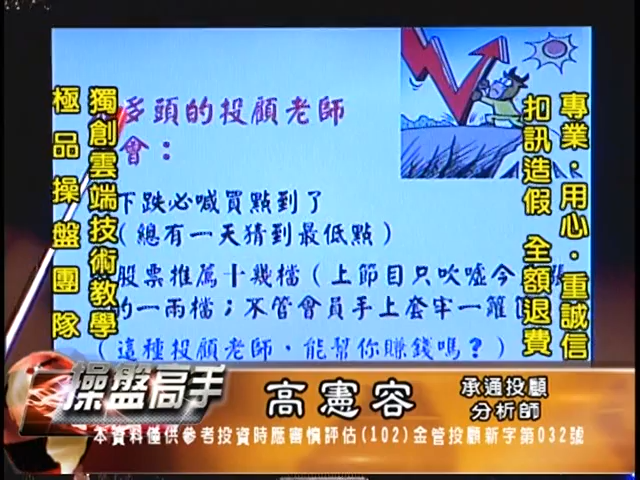 多頭的投顧老師
會：
下跌必喊買點到了
（總有一天猜到最低點）
股票推薦十幾檔（上節目只吹噓今
的一兩檔；不管會員手上套牢一籮
（這種投顧老師，能幫你賺錢嗎？）
獨創雲端技術教學
極品操盤團隊
專業·用心·重誠信
扣訊造假 全額退費
操盤高手
高憲容
承通投顧
分析師
本資料僅供參考投資時應審慎評估(102)金管投顧新字第032號